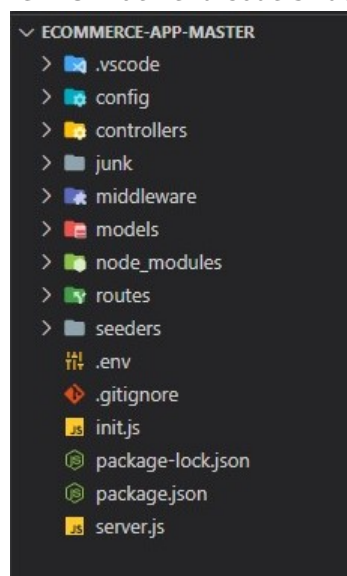 ECOMMERCE-APP-MASTER
.vscode
config
controllers
junk
middleware
models
node_modules
routes
seeders
.env
.gitignore
init.js
package-lock.json
package.json
server.js